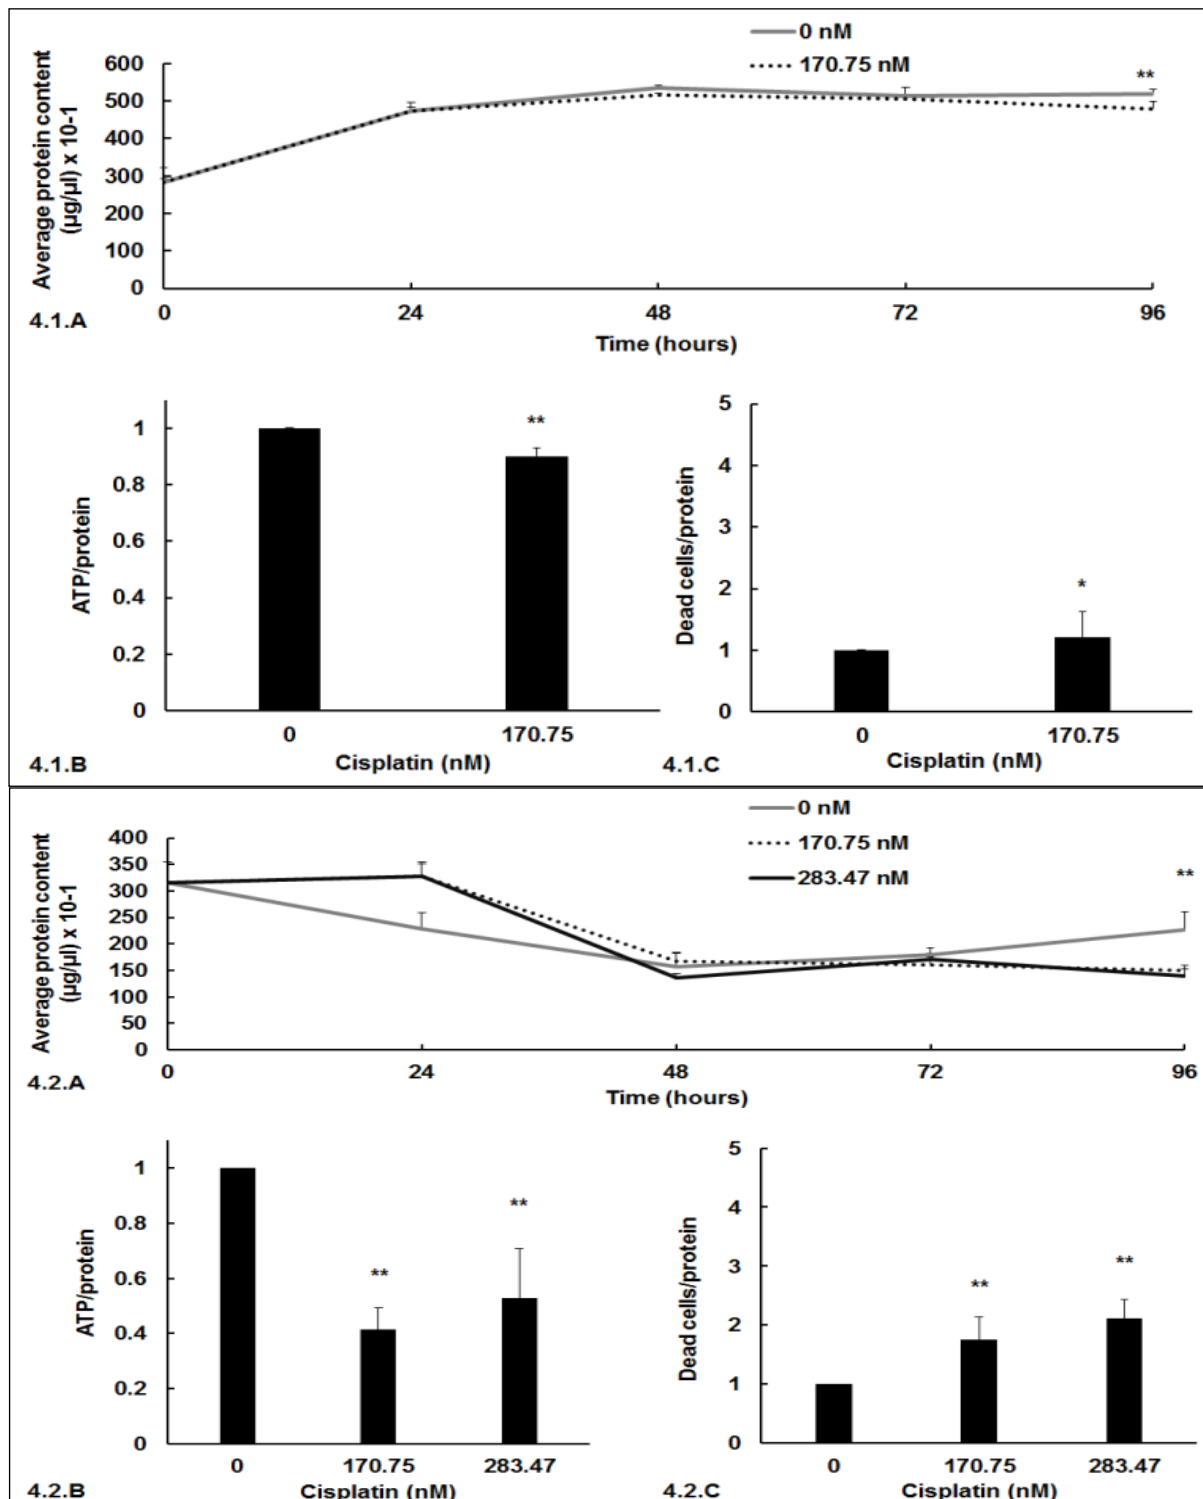 0 nM
170.75 nM
Average protein content
(µg/µl) x 10-1
600
500
400
300
200
100
0
**
0 24 48 72 96
Time (hours)
4.1.A
ATP/protein
1
0.8
0.6
0.4
0.2
0
**
0 170.75
Cisplatin (nM)
4.1.B
Dead cells/protein
5
4
3
2
1
0
*
0 170.75
Cisplatin (nM)
4.1.C
0 nM
170.75 nM
283.47 nM
Average protein content
(µg/µl) x 10-1
400
350
300
250
200
150
100
50
0
**
0 24 48 72 96
Time (hours)
4.2.A
ATP/protein
1
0.8
0.6
0.4
0.2
0
**
**
0 170.75 283.47
Cisplatin (nM)
4.2.B
Dead cells/protein
5
4
3
2
1
0
**
**
0 170.75 283.47
Cisplatin (nM)
4.2.C